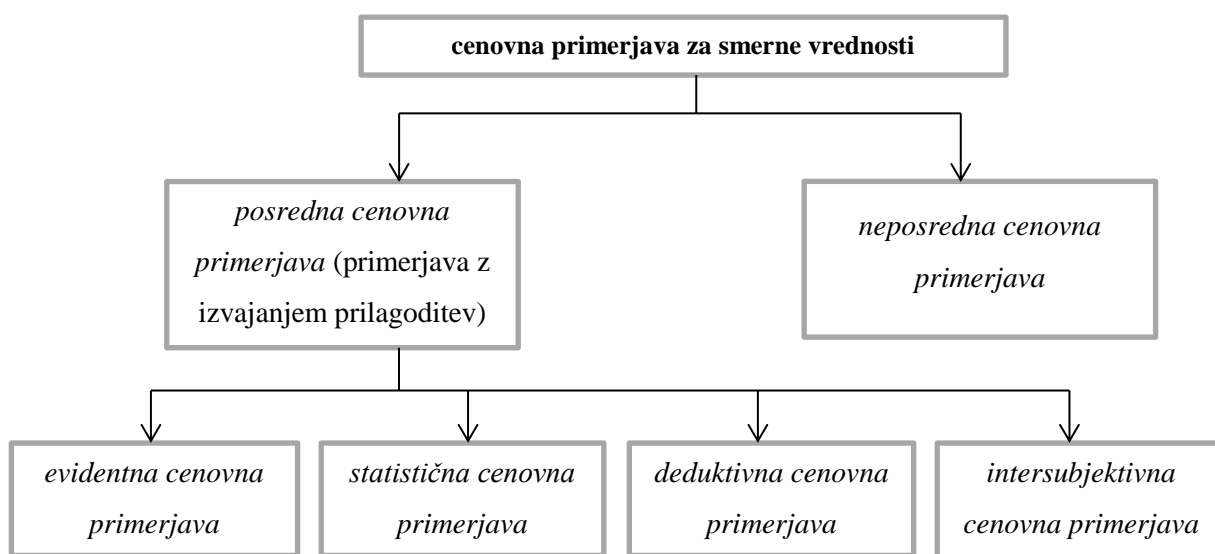 cenovna primerjava za smerne vrednosti
posredna cenovna
primerjava (primerjava z
izvajanjem prilagoditev)
neposredna cenovna
primerjava
evidentna cenovna
primerjava
statistična cenovna
primerjava
deduktivna cenovna
primerjava
intersubjektivna
cenovna primerjava